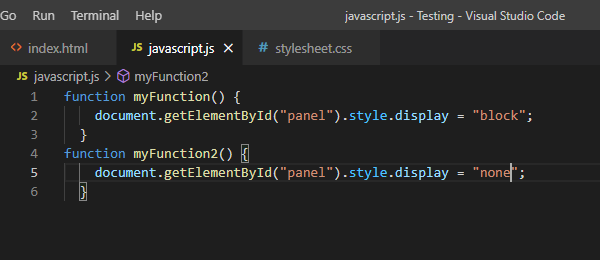 Go Run Terminal Help javascript.js - Testing - Visual Studio Code
index.html JS javascript.js × # stylesheet.css
JS javascript.js > myFunction2
1 function myFunction() {
2 document.getElementById("panel").style.display = "block";
3 }
4 function myFunction2() {
5 document.getElementById("panel").style.display = "none";
6 }